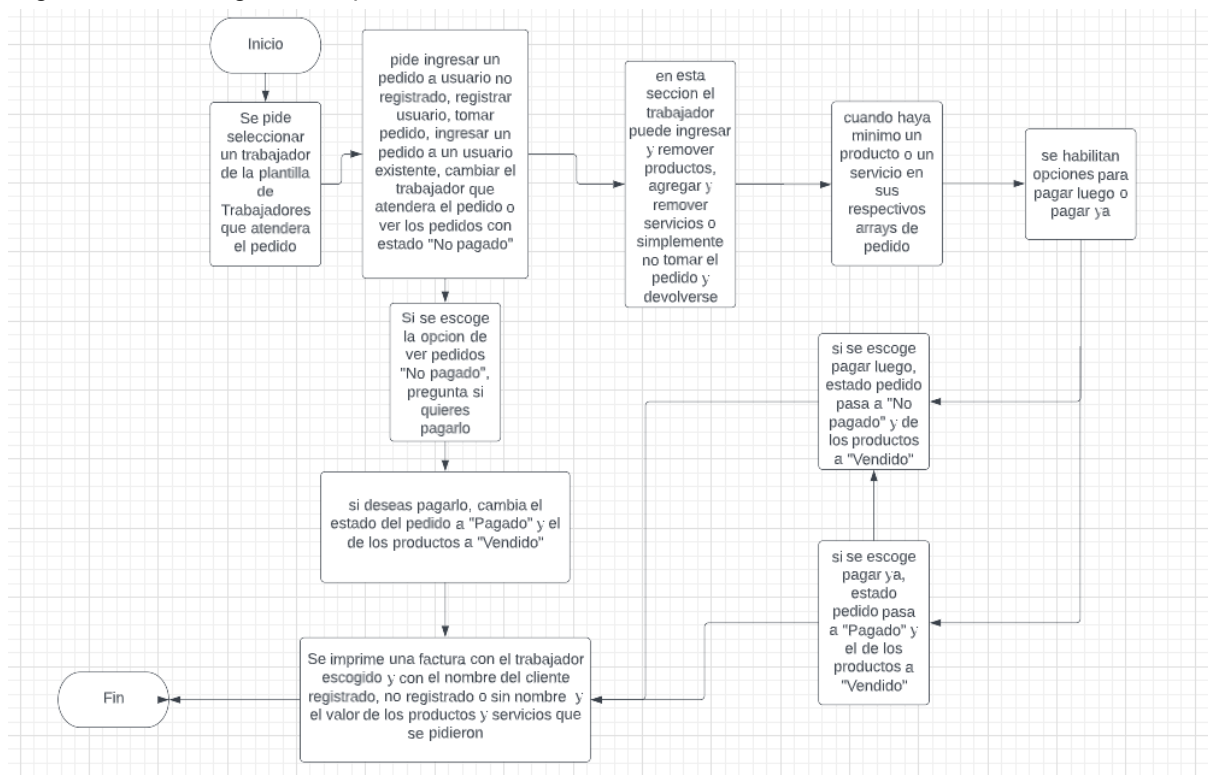 Inicio
Se pide
seleccionar
un trabajador
de la plantilla
de
Trabajadores
que atendera
el pedido
pide ingresar un
pedido a usuario no
registrado, registrar
usuario, tomar
pedido, ingresar un
pedido a un usuario
existente, cambiar el
trabajador que
atendera el pedido o
ver los pedidos con
estado "No pagado"
en esta
seccion el
trabajador
puede ingresar
y remover
productos,
agregar y
remover
servicios o
simplemente
no tomar el
pedido y
devolverse
cuando haya
minimo un
producto o un
servicio en
sus
respectivos
arrays de
pedido
se habilitan
opciones para
pagar luego o
pagar ya
Si se escoge
la opcion de
ver pedidos
"No pagado",
pregunta si
quieres
pagarlo
si se escoge
pagar luego,
estado pedido
pasa a "No
pagado" y de
los productos
a "Vendido"
si deseas pagarlo, cambia el
estado del pedido a "Pagado" y el
de los productos a "Vendido"
si se escoge
pagar ya,
estado
pedido pasa
a "Pagado" y
el de los
productos a
"Vendido"
Se imprime una factura con el trabajador
escogido y con el nombre del cliente
registrado, no registrado o sin nombre y
el valor de los productos y servicios que
se pidieron
Fin